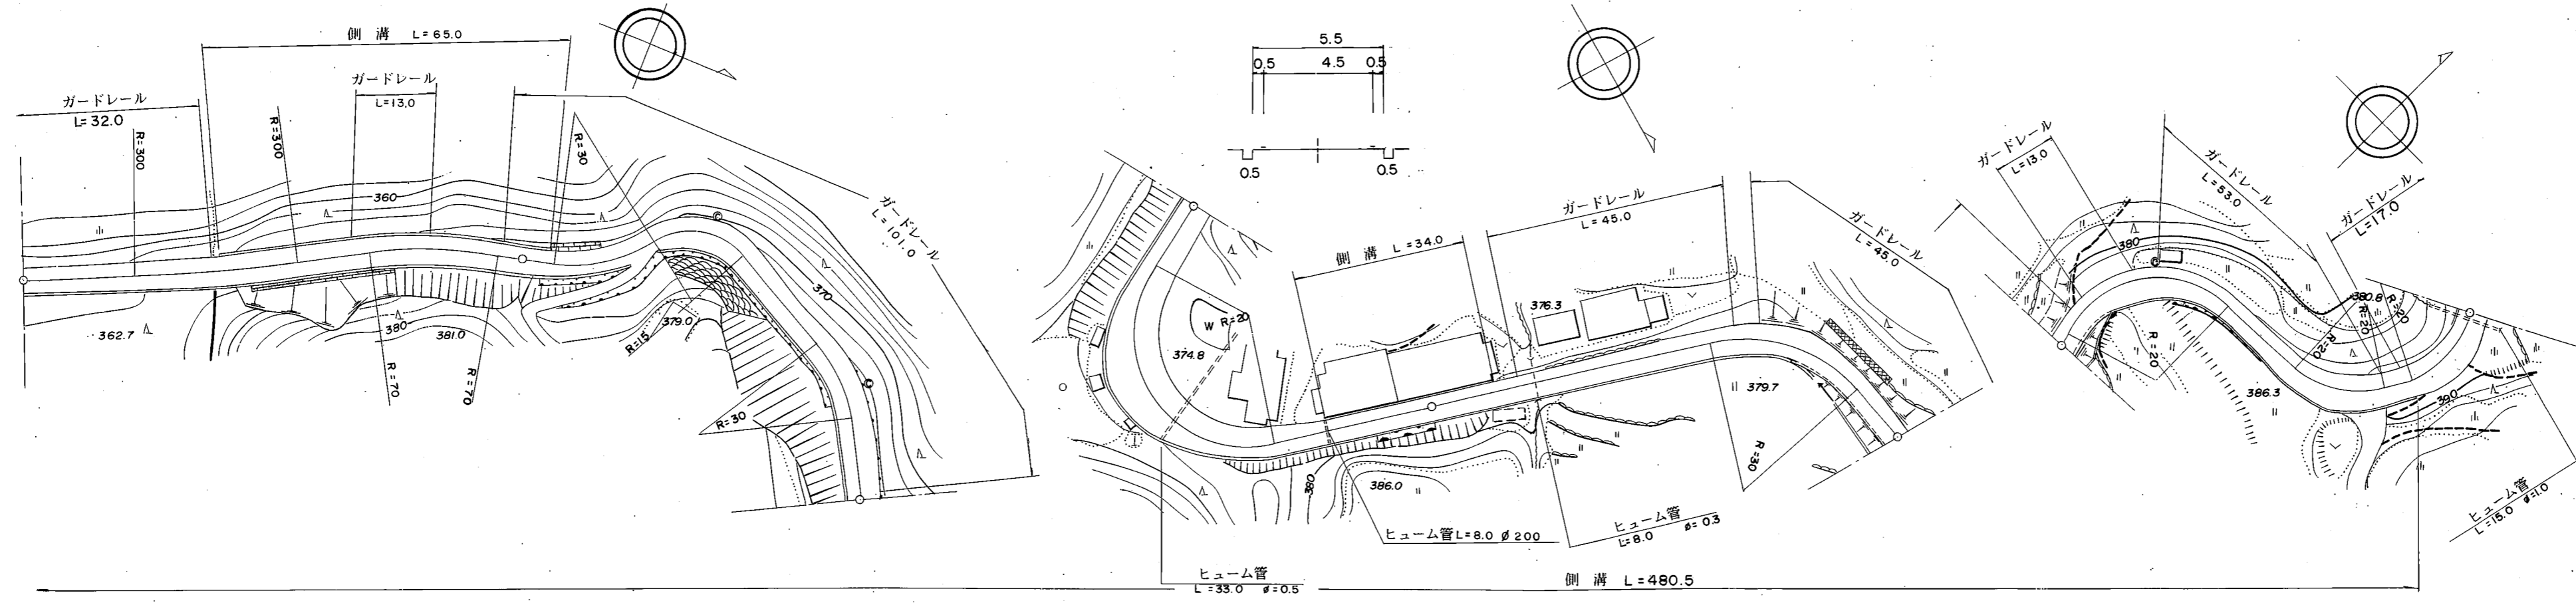 側溝 L=65.0
ガードレール
L=13.0
ガードレール
L=32.0
R=300
R=300
R=30
ガードレール
L=101.0
360
370
362.7
380
381.0
379.0
R=15
R=70
R=70
R=30
5.5
0.5 4.5 0.5
0.5 0.5
W R=20
374.8
側溝 L=34.0
ガードレール
L=45.0
376.3
ガードレール
L=45.0
379.7
R=30
380
386.0
ヒューム管L=8.0 ø200
ヒューム管
L=8.0 ø=0.3
ヒューム管
L=33.0 ø=0.5
側溝 L=480.5
ガードレール
L=13.0
ガードレール
L=53.0
ガードレール
L=17.0
380
380.8
R=20
R=20
R=20
R=20
386.3
390
ヒューム管
L=15.0 ø=1.0